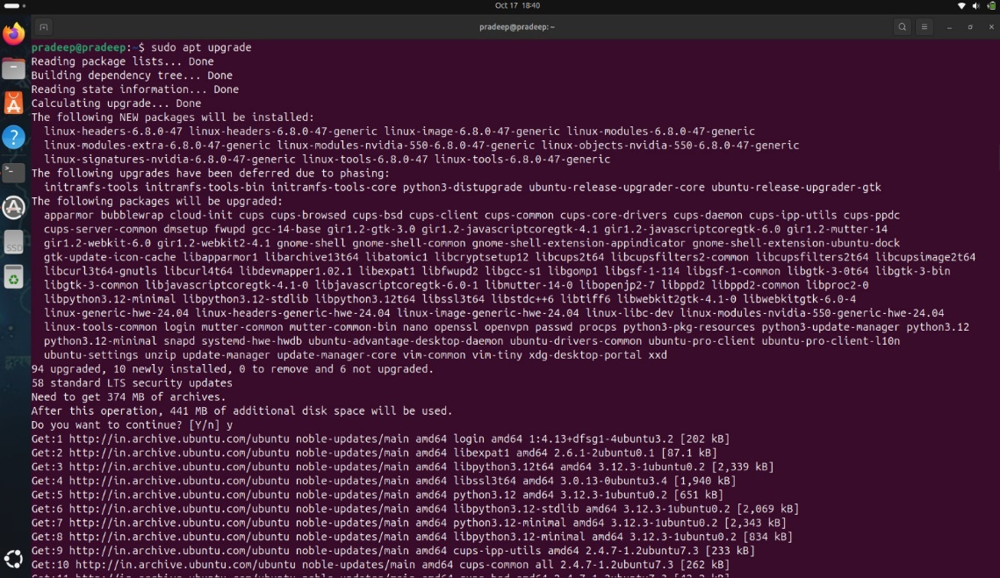 Oct 17 18:40
pradeep@pradeep: ~
pradeep@pradeep:~$ sudo apt upgrade
Reading package lists... Done
Building dependency tree... Done
Reading state information... Done
Calculating upgrade... Done
The following NEW packages will be installed:
linux-headers-6.8.0-47 linux-headers-6.8.0-47-generic linux-image-6.8.0-47-generic linux-modules-6.8.0-47-generic
linux-modules-extra-6.8.0-47-generic linux-modules-nvidia-550-6.8.0-47-generic linux-objects-nvidia-550-6.8.0-47-generic
linux-signatures-nvidia-6.8.0-47-generic linux-tools-6.8.0-47 linux-tools-6.8.0-47-generic
The following upgrades have been deferred due to phasing:
initramfs-tools initramfs-tools-bin initramfs-tools-core python3-distupgrade ubuntu-release-upgrader-core ubuntu-release-upgrader-gtk
The following packages will be upgraded:
apparmor bubblewrap cloud-init cups cups-browsed cups-bsd cups-client cups-common cups-core-drivers cups-daemon cups-ipp-utils cups-ppdc
cups-server-common dmsetup fwupd gcc-14-base gir1.2-gtk-3.0 gir1.2-javascriptcoregtk-4.1 gir1.2-javascriptcoregtk-6.0 gir1.2-mutter-14
gir1.2-webkit-6.0 gir1.2-webkit2-4.1 gnome-shell gnome-shell-common gnome-shell-extension-appindicator gnome-shell-extension-ubuntu-dock
gtk-update-icon-cache libapparmor1 libarchive13t64 libatomic1 libcryptsetup12 libcups2t64 libcupsfilters2-common libcupsfilters2t64 libcupsimage2t64
libcurl3t64-gnutls libcurl4t64 libdevmapper1.02.1 libexpat1 libfwupd2 libgcc-s1 libgomp1 libgsf-1-114 libgsf-1-common libgtk-3-0t64 libgtk-3-bin
libgtk-3-common libjavascriptcoregtk-4.1-0 libjavascriptcoregtk-6.0-1 libmutter-14-0 libopenjp2-7 libppd2 libppd2-common libproc2-0
libpython3.12-minimal libpython3.12-stdlib libpython3.12t64 libssl3t64 libstdc++6 libtiff6 libwebkit2gtk-4.1-0 libwebkitgtk-6.0-4
linux-generic-hwe-24.04 linux-headers-generic-hwe-24.04 linux-image-generic-hwe-24.04 linux-libc-dev linux-modules-nvidia-550-generic-hwe-24.04
linux-tools-common login mutter-common mutter-common-bin nano openssl openvpn passwd procps python3-pkg-resources python3-update-manager python3.12
python3.12-minimal snapd systemd-hwe-hwdb ubuntu-advantage-desktop-daemon ubuntu-drivers-common ubuntu-pro-client ubuntu-pro-client-l10n
ubuntu-settings unzip update-manager update-manager-core vim-common vim-tiny xdg-desktop-portal xxd
94 upgraded, 10 newly installed, 0 to remove and 6 not upgraded.
58 standard LTS security updates
Need to get 374 MB of archives.
After this operation, 441 MB of additional disk space will be used.
Do you want to continue? [Y/n] y
Get:1 http://in.archive.ubuntu.com/ubuntu noble-updates/main amd64 login amd64 1:4.13+dfsg1-4ubuntu3.2 [202 kB]
Get:2 http://in.archive.ubuntu.com/ubuntu noble-updates/main amd64 libexpat1 amd64 2.6.1-2ubuntu0.1 [87.1 kB]
Get:3 http://in.archive.ubuntu.com/ubuntu noble-updates/main amd64 libpython3.12t64 amd64 3.12.3-1ubuntu0.2 [2,339 kB]
Get:4 http://in.archive.ubuntu.com/ubuntu noble-updates/main amd64 libssl3t64 amd64 3.0.13-0ubuntu3.4 [1,940 kB]
Get:5 http://in.archive.ubuntu.com/ubuntu noble-updates/main amd64 python3.12 amd64 3.12.3-1ubuntu0.2 [651 kB]
Get:6 http://in.archive.ubuntu.com/ubuntu noble-updates/main amd64 libpython3.12-stdlib amd64 3.12.3-1ubuntu0.2 [2,069 kB]
Get:7 http://in.archive.ubuntu.com/ubuntu noble-updates/main amd64 python3.12-minimal amd64 3.12.3-1ubuntu0.2 [2,343 kB]
Get:8 http://in.archive.ubuntu.com/ubuntu noble-updates/main amd64 libpython3.12-minimal amd64 3.12.3-1ubuntu0.2 [834 kB]
Get:9 http://in.archive.ubuntu.com/ubuntu noble-updates/main amd64 cups-ipp-utils amd64 2.4.7-1.2ubuntu7.3 [233 kB]
Get:10 http://in.archive.ubuntu.com/ubuntu noble-updates/main amd64 cups-common all 2.4.7-1.2ubuntu7.3 [262 kB]
SSD